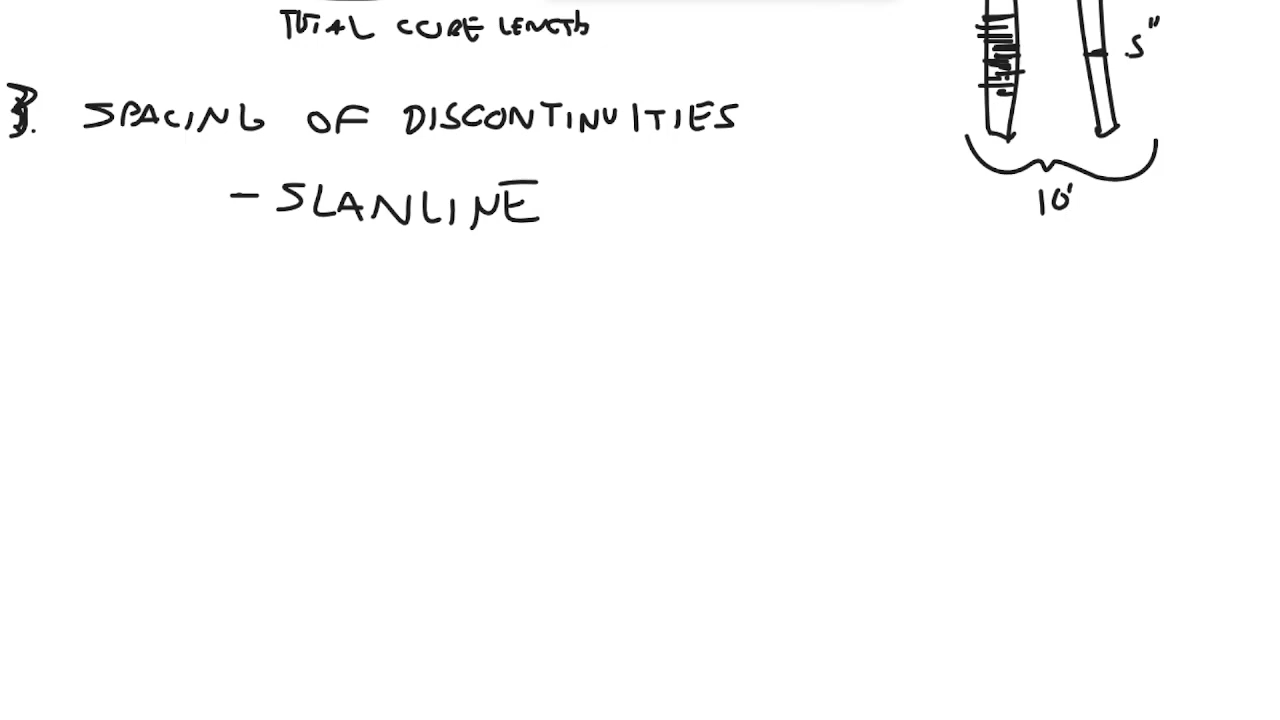 TOTAL CORE LENGTH
5"
3. SPACING OF DISCONTINUITIES
- SCANLINE
10'